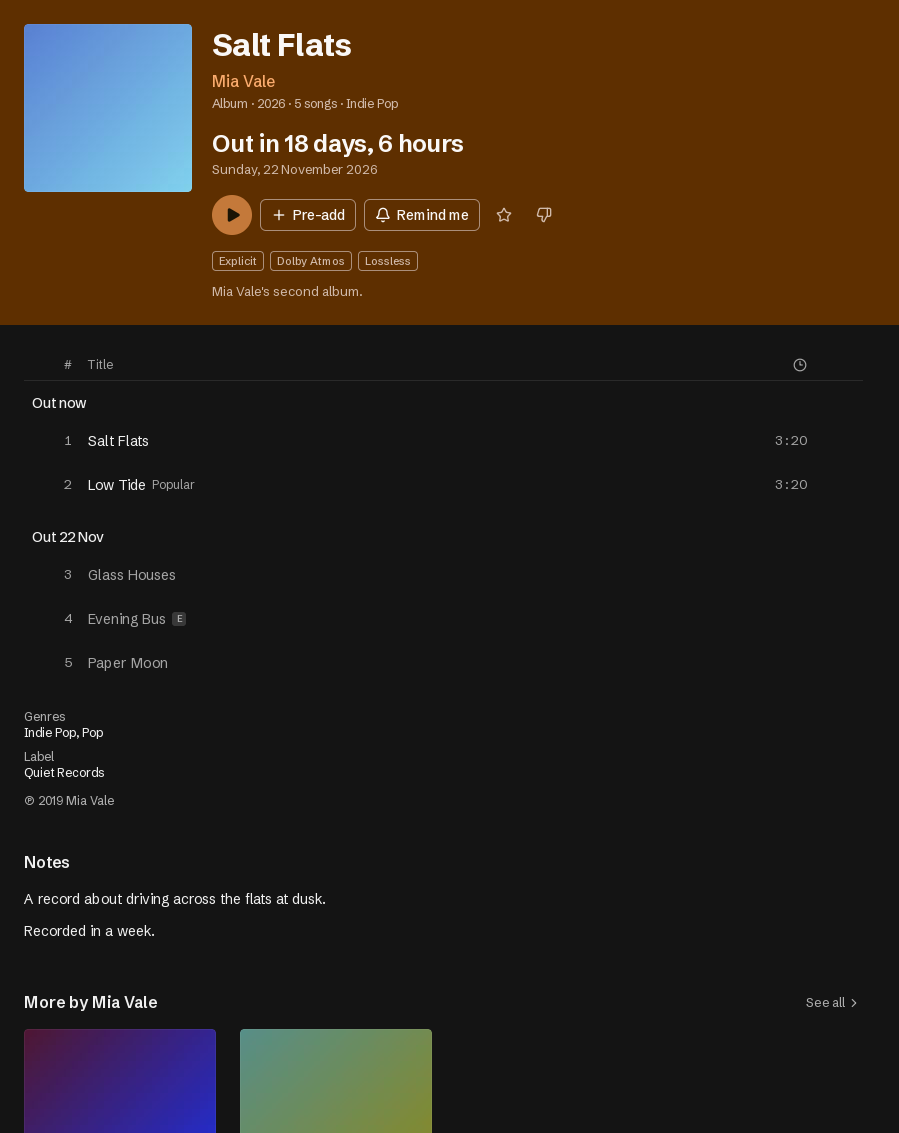 Salt Flats
Mia Vale
Album · 2026 · 5 songs · Indie Pop
Out in 18 days, 6 hours
Sunday, 22 November 2026
Pre-add
Remind me
Explicit
Dolby Atmos
Lossless
Mia Vale's second album.
# Title
Out now
1 Salt Flats 3:20
2 Low Tide Popular 3:20
Out 22 Nov
3 Glass Houses
4 Evening Bus E
5 Paper Moon
Genres
Indie Pop, Pop
Label
Quiet Records
℗ 2019 Mia Vale
Notes
A record about driving across the flats at dusk.
Recorded in a week.
More by Mia Vale
See all